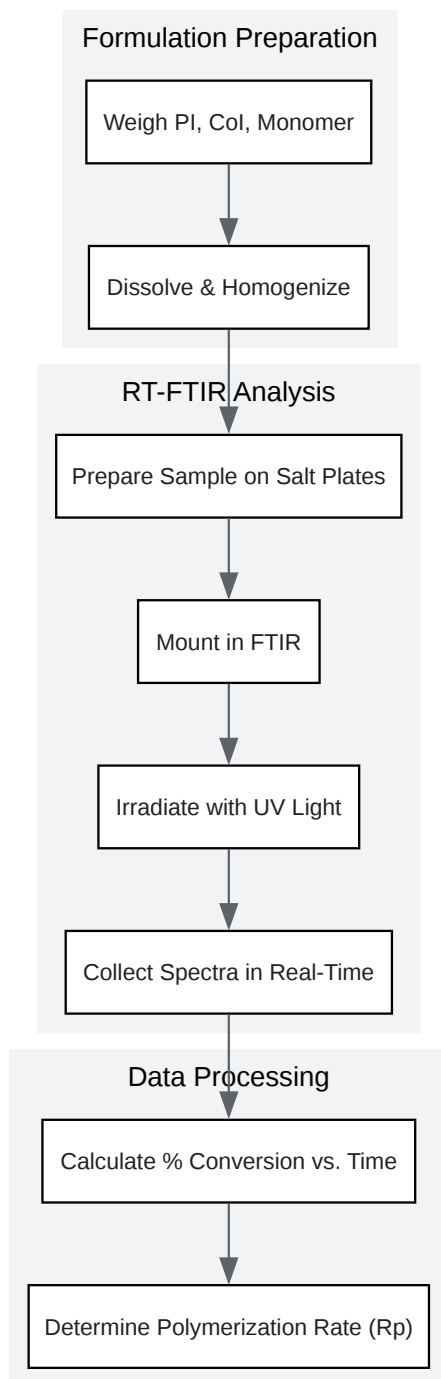 Formulation Preparation
Weigh PI, CoI, Monomer
Dissolve & Homogenize
RT-FTIR Analysis
Prepare Sample on Salt Plates
Mount in FTIR
Irradiate with UV Light
Collect Spectra in Real-Time
Data Processing
Calculate % Conversion vs. Time
Determine Polymerization Rate (Rp)